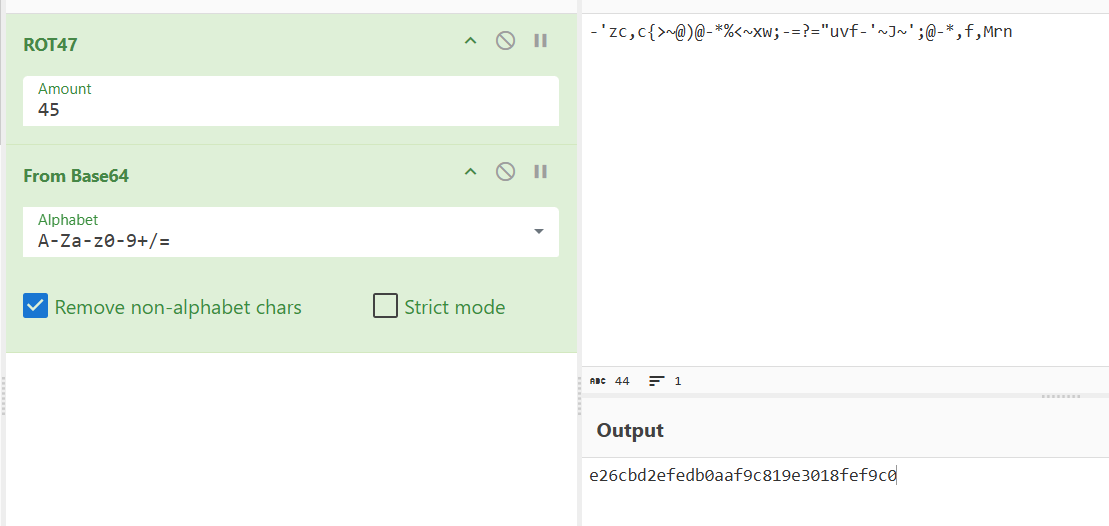 ROT47
Amount
45
From Base64
Alphabet
A-Za-z0-9+/=
Remove non-alphabet chars
Strict mode
-'zc,c{>~@)@-*%<~xw;-=?="uvf-'~J~';@-*,f,Mrn
ABC 44
1
Output
e26cbd2efedb0aaf9c819e3018fef9c0